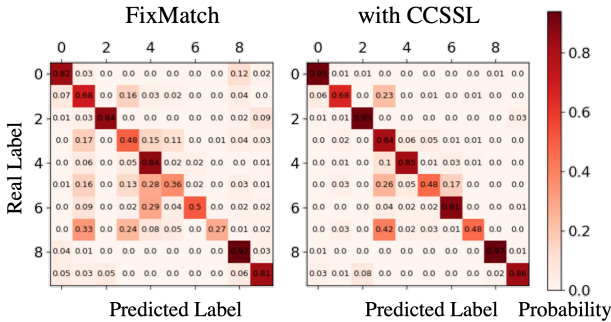 FixMatch with CCSSL
0 2 4 6 8 0 2 4 6 8
0 0.82 0.03 0.0 0.0 0.0 0.0 0.0 0.0 0.12 0.02 0.95 0.01 0.01 0.0 0.0 0.0 0.0 0.0 0.01 0.0
0.07 0.68 0.0 0.16 0.03 0.02 0.0 0.0 0.04 0.0 0.07 0.68 0.0 0.23 0.0 0.01 0.0 0.0 0.0 0.0
2 0.01 0.03 0.84 0.0 0.0 0.0 0.0 0.0 0.02 0.09 0.01 0.0 0.95 0.0 0.0 0.0 0.0 0.0 0.0 0.03
0.0 0.17 0.0 0.48 0.15 0.11 0.0 0.01 0.04 0.03 0.0 0.02 0.0 0.84 0.06 0.05 0.01 0.0 0.0 0.01
4 0.0 0.06 0.0 0.05 0.84 0.02 0.02 0.0 0.0 0.01 0.0 0.01 0.0 0.1 0.85 0.01 0.03 0.01 0.0 0.0
0.01 0.16 0.0 0.13 0.28 0.36 0.02 0.0 0.03 0.01 0.0 0.03 0.0 0.26 0.05 0.48 0.17 0.0 0.0 0.0
6 0.0 0.09 0.0 0.02 0.29 0.04 0.5 0.0 0.02 0.0 0.0 0.0 0.0 0.04 0.02 0.02 0.91 0.0 0.0 0.0
0.0 0.33 0.0 0.24 0.08 0.05 0.0 0.27 0.01 0.02 0.0 0.03 0.0 0.42 0.03 0.02 0.01 0.48 0.0 0.0
8 0.04 0.01 0.0 0.0 0.0 0.0 0.0 0.0 0.03 0.01 0.0 0.0 0.0 0.0 0.0 0.0 0.0 0.01
0.05 0.03 0.05 0.0 0.0 0.0 0.0 0.0 0.06 0.81 0.03 0.01 0.08 0.0 0.0 0.0 0.0 0.0 0.01 0.86
Real Label
Predicted Label Predicted Label Probability
0.8
0.6
0.4
0.2
0.0